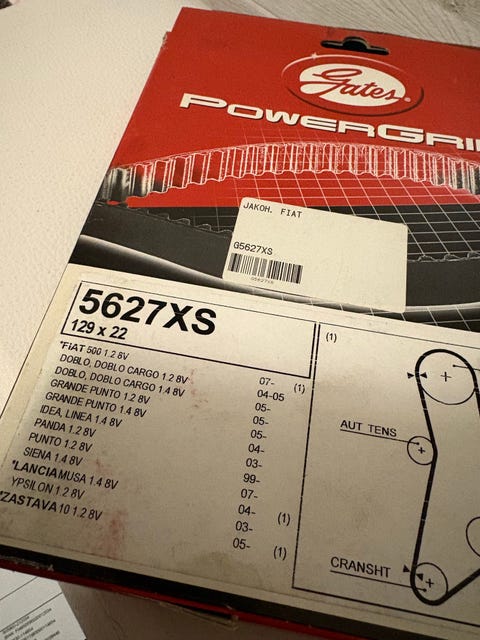 Gates
POWERGRI
JAKOH. FIAT
G5627XS
G5627XS
5627XS
129 x 22
*FIAT 500 1.2 8V 07- (1)
DOBLO, DOBLO CARGO 1.2 8V 04-05
DOBLO, DOBLO CARGO 1.4 8V 05-
GRANDE PUNTO 1.2 8V 05-
GRANDE PUNTO 1.4 8V 05-
IDEA, LINEA 1.4 8V 04-
PANDA 1.2 8V 03-
PUNTO 1.2 8V 99-
SIENA 1.4 8V 07-
*LANCIA MUSA 1.4 8V 04- (1)
YPSILON 1.2 8V 03-
*ZASTAVA 10 1.2 8V 05- (1)
(1)
AUT TENS
CRANSHT